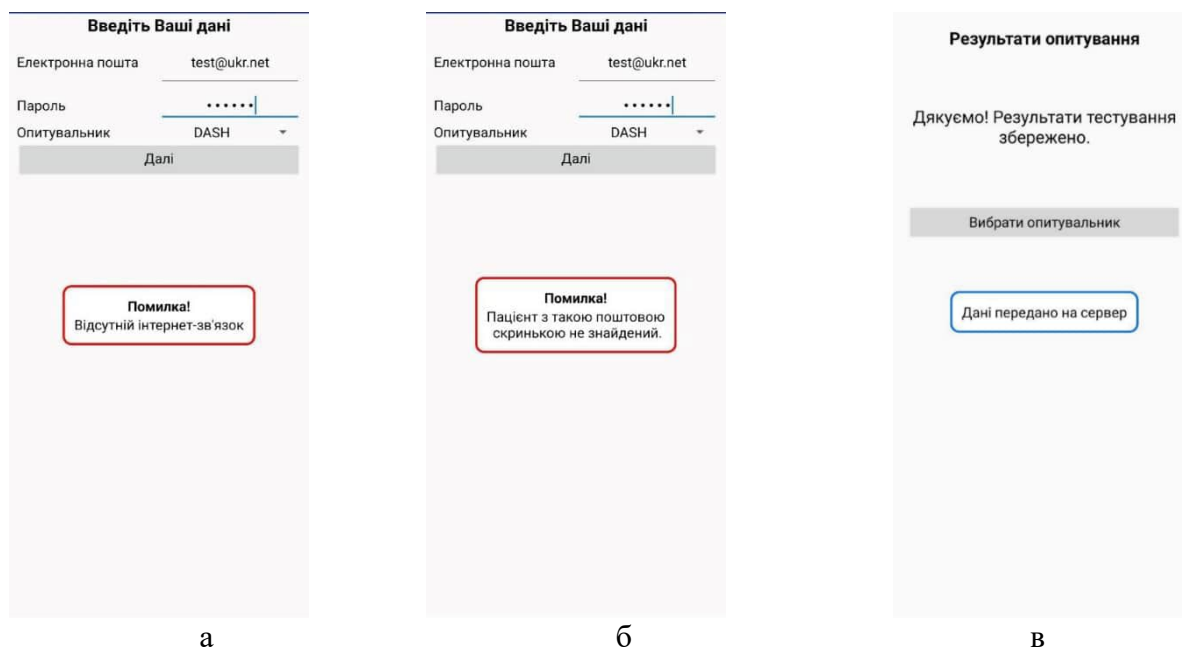 Введіть Ваші дані
Електронна пошта test@ukr.net
Пароль ••••••
Опитувальник DASH
Далі
Помилка!
Відсутній інтернет-зв'язок
а
Введіть Ваші дані
Електронна пошта test@ukr.net
Пароль ••••••
Опитувальник DASH
Далі
Помилка!
Пацієнт з такою поштовою
скринькою не знайдений.
б
Результати опитування
Дякуємо! Результати тестування
збережено.
Вибрати опитувальник
Дані передано на сервер
в